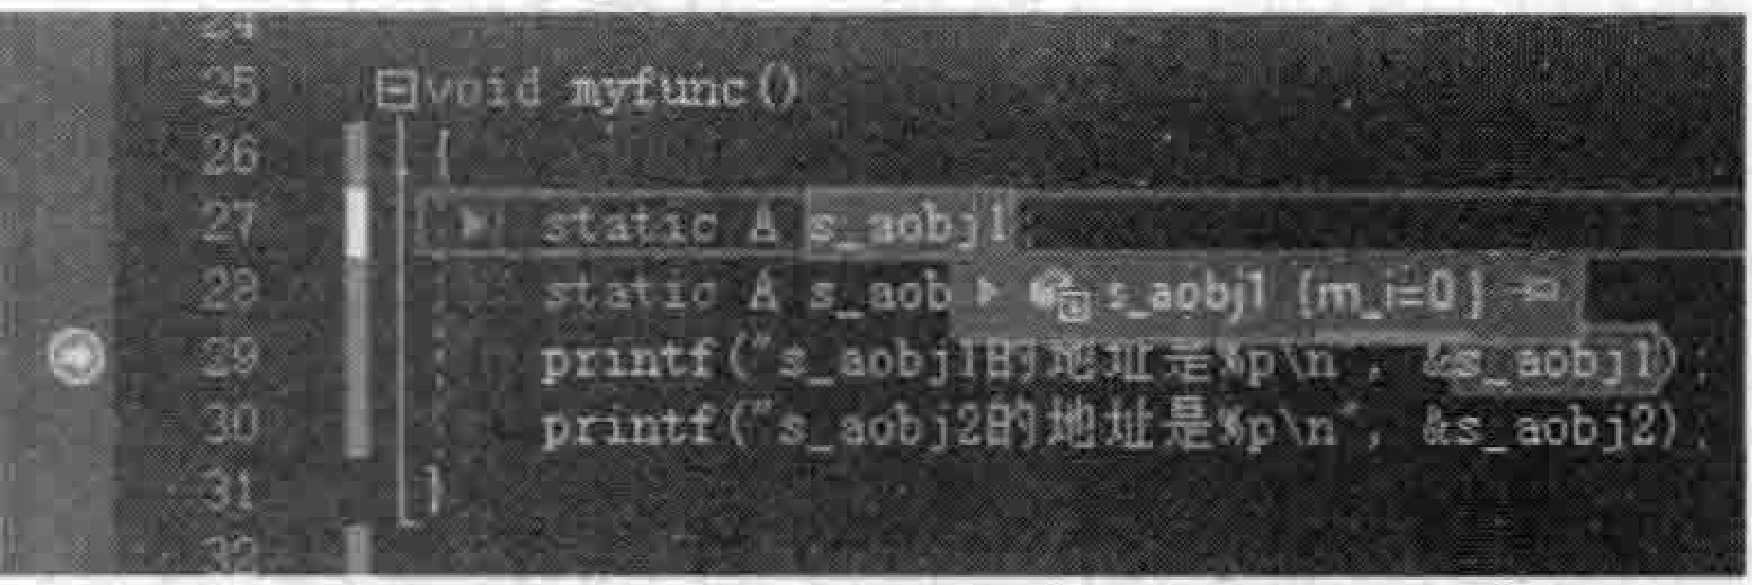 24
25 void myfunc()
26 {
27 static A s_aobj1;
28 static A s_aob s_aobj1 {m_i=0}
29 printf("s_aobj1的地址是%p\n", &s_aobj1);
30 printf("s_aobj2的地址是%p\n", &s_aobj2);
31 }
32